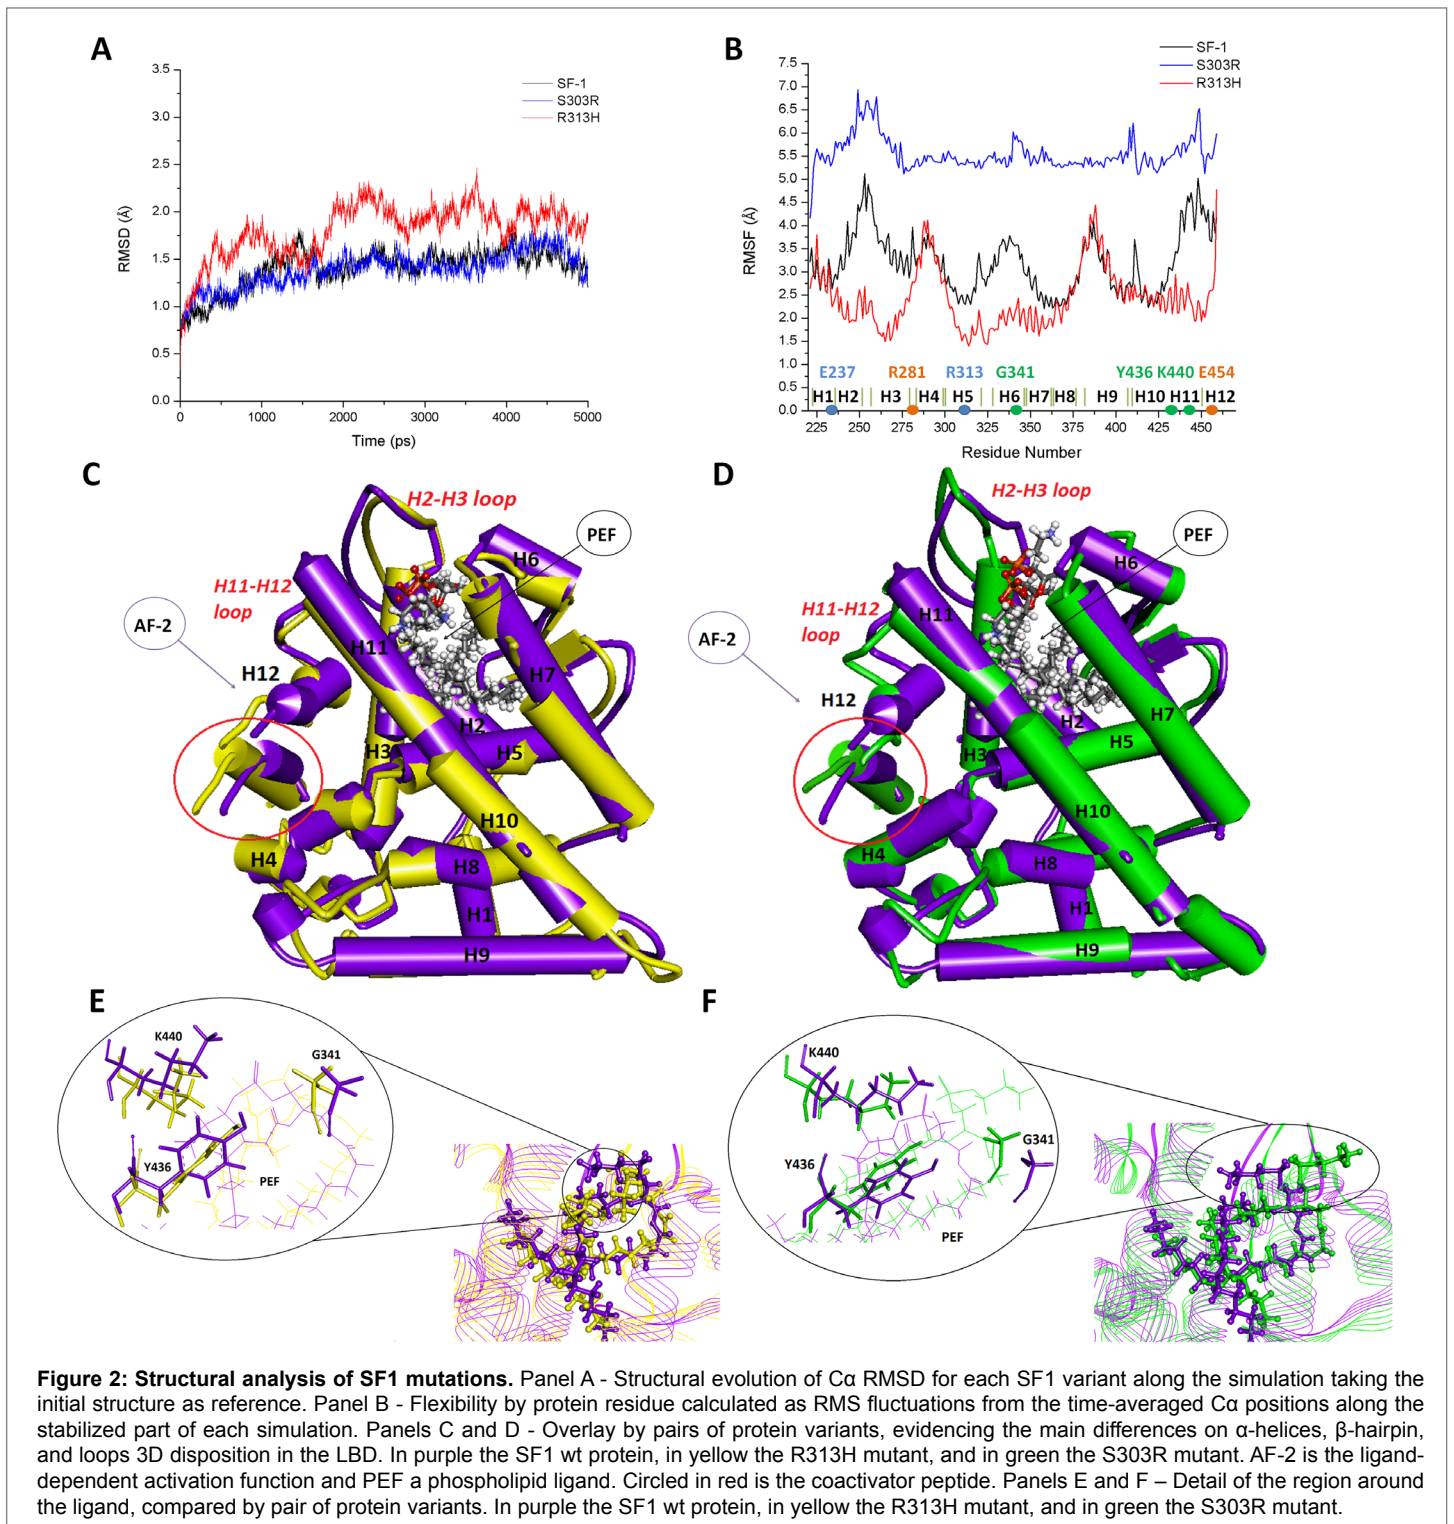 A
3.5
3.0
2.5
2.0
1.5
1.0
0.5
0.0
RMSD (Å)
SF-1
S303R
R313H
0
1000
2000
3000
4000
5000
Time (ps)
B
7.5
7.0
6.5
6.0
5.5
5.0
4.5
4.0
3.5
3.0
2.5
2.0
1.5
1.0
0.5
0.0
RMSF (Å)
SF-1
S303R
R313H
E237 R281 R313 G341 Y436 K440 E454
H1 H2 H3 H4 H5 H6 H7 H8 H9 H10 H11 H12
225 250 275 300 325 350 375 400 425 450
Residue Number
C
H2-H3 loop
PEF
H6
H11-H12
loop
AF-2
H11
H12
H7
H2
H3
H5
H10
H4
H8
H1
H9
D
H2-H3 loop
PEF
H6
H11-H12
loop
H11
AF-2
H12
H7
H2
H5
H3
H10
H4
H8
H1
H9
E
K440
G341
Y436
PEF
F
K440
G341
Y436
PEF
Figure 2: Structural analysis of SF1 mutations. Panel A - Structural evolution of Cα RMSD for each SF1 variant along the simulation taking the
initial structure as reference. Panel B - Flexibility by protein residue calculated as RMS fluctuations from the time-averaged Cα positions along the
stabilized part of each simulation. Panels C and D - Overlay by pairs of protein variants, evidencing the main differences on α-helices, β-hairpin,
and loops 3D disposition in the LBD. In purple the SF1 wt protein, in yellow the R313H mutant, and in green the S303R mutant. AF-2 is the ligand-
dependent activation function and PEF a phospholipid ligand. Circled in red is the coactivator peptide. Panels E and F – Detail of the region around
the ligand, compared by pair of protein variants. In purple the SF1 wt protein, in yellow the R313H mutant, and in green the S303R mutant.